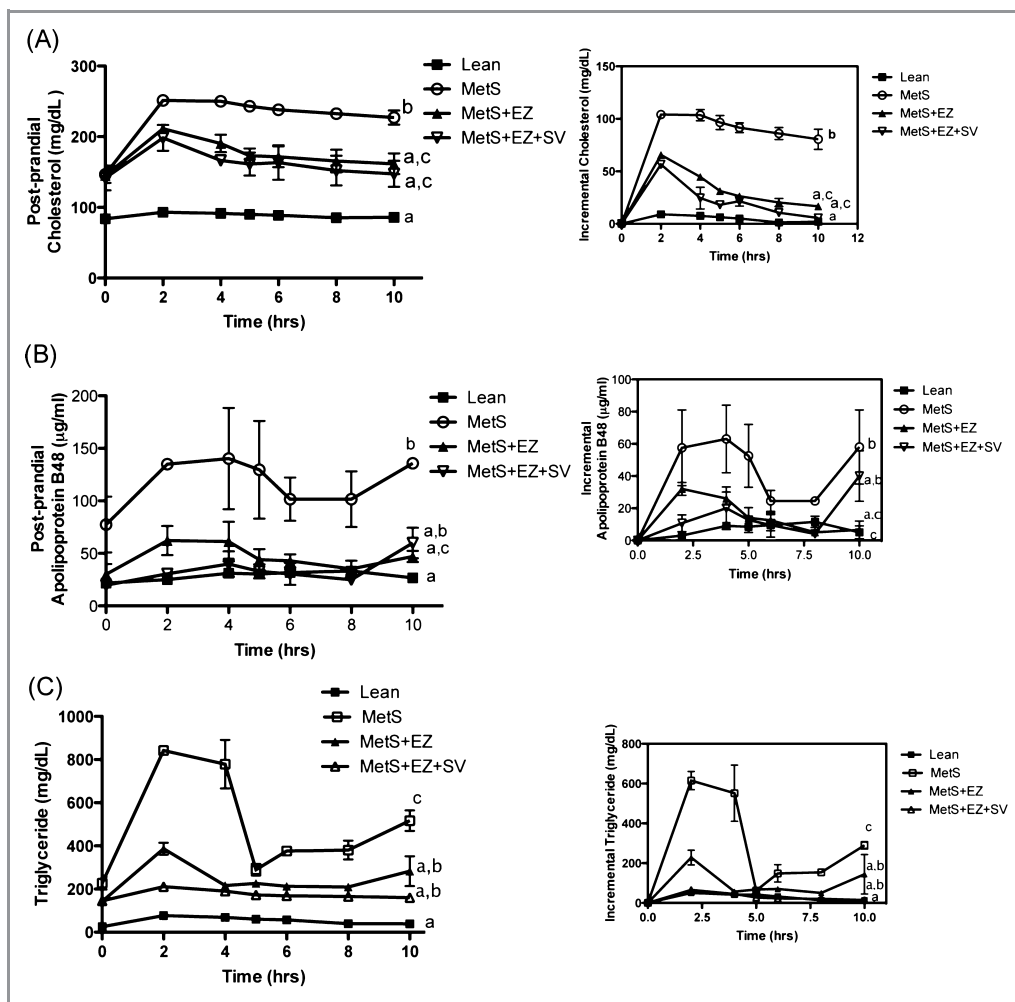 (A)
Post-prandial
Cholesterol (mg/dL)
300
200
100
0
0 2 4 6 8 10
Time (hrs)
Lean
MetS
MetS+EZ
MetS+EZ+SV
b
a,c
a,c
a
Incremental Cholesterol (mg/dL)
150
100
50
0
0 2 4 6 8 10 12
Time (hrs)
Lean
MetS
MetS+EZ
MetS+EZ+SV
b
a,c
a,c
a
(B)
Post-prandial
Apolipoprotein B48 (µg/ml)
200
150
100
50
0
0 2 4 6 8 10
Time (hrs)
Lean
MetS
MetS+EZ
MetS+EZ+SV
b
a,b
a,c
a
Incremental
Apolipoprotein B48 (µg/ml)
100
80
60
40
20
0
0.0 2.5 5.0 7.5 10.0
Time (hrs)
Lean
MetS
MetS+EZ
MetS+EZ+SV
b
a,b
a,c
c
(C)
Triglyceride (mg/dL)
1000
800
600
400
200
0
0 2 4 6 8 10
Time (hrs)
Lean
MetS
MetS+EZ
MetS+EZ+SV
c
a,b
a,b
a
Incremental Triglyceride (mg/dL)
800
600
400
200
0
0.0 2.5 5.0 7.5 10.0
Time (hrs)
Lean
MetS
MetS+EZ
MetS+EZ+SV
c
a,b
a,b
a